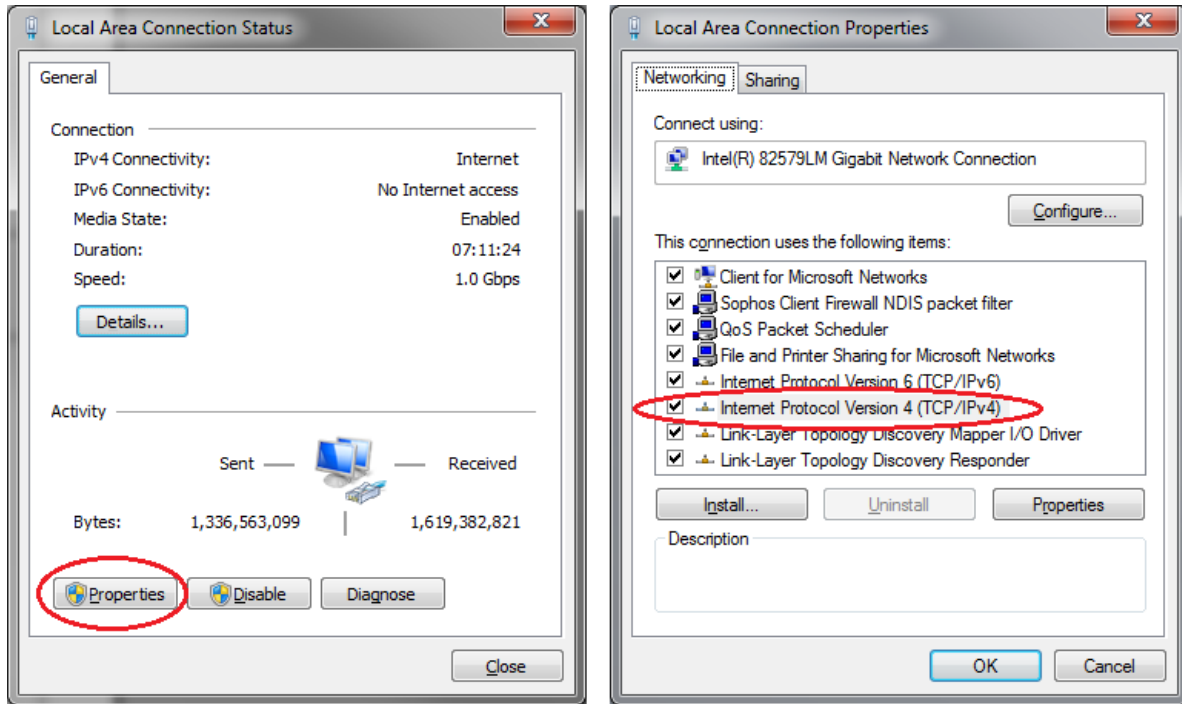 Local Area Connection Status
General
Connection
IPv4 Connectivity: Internet
IPv6 Connectivity: No Internet access
Media State: Enabled
Duration: 07:11:24
Speed: 1.0 Gbps
Details...
Activity
Sent Received
Bytes: 1,336,563,099 1,619,382,821
Properties Disable Diagnose
Close
Local Area Connection Properties
Networking Sharing
Connect using:
Intel(R) 82579LM Gigabit Network Connection
Configure...
This connection uses the following items:
Client for Microsoft Networks
Sophos Client Firewall NDIS packet filter
QoS Packet Scheduler
File and Printer Sharing for Microsoft Networks
Internet Protocol Version 6 (TCP/IPv6)
Internet Protocol Version 4 (TCP/IPv4)
Link-Layer Topology Discovery Mapper I/O Driver
Link-Layer Topology Discovery Responder
Install... Uninstall Properties
Description
OK Cancel